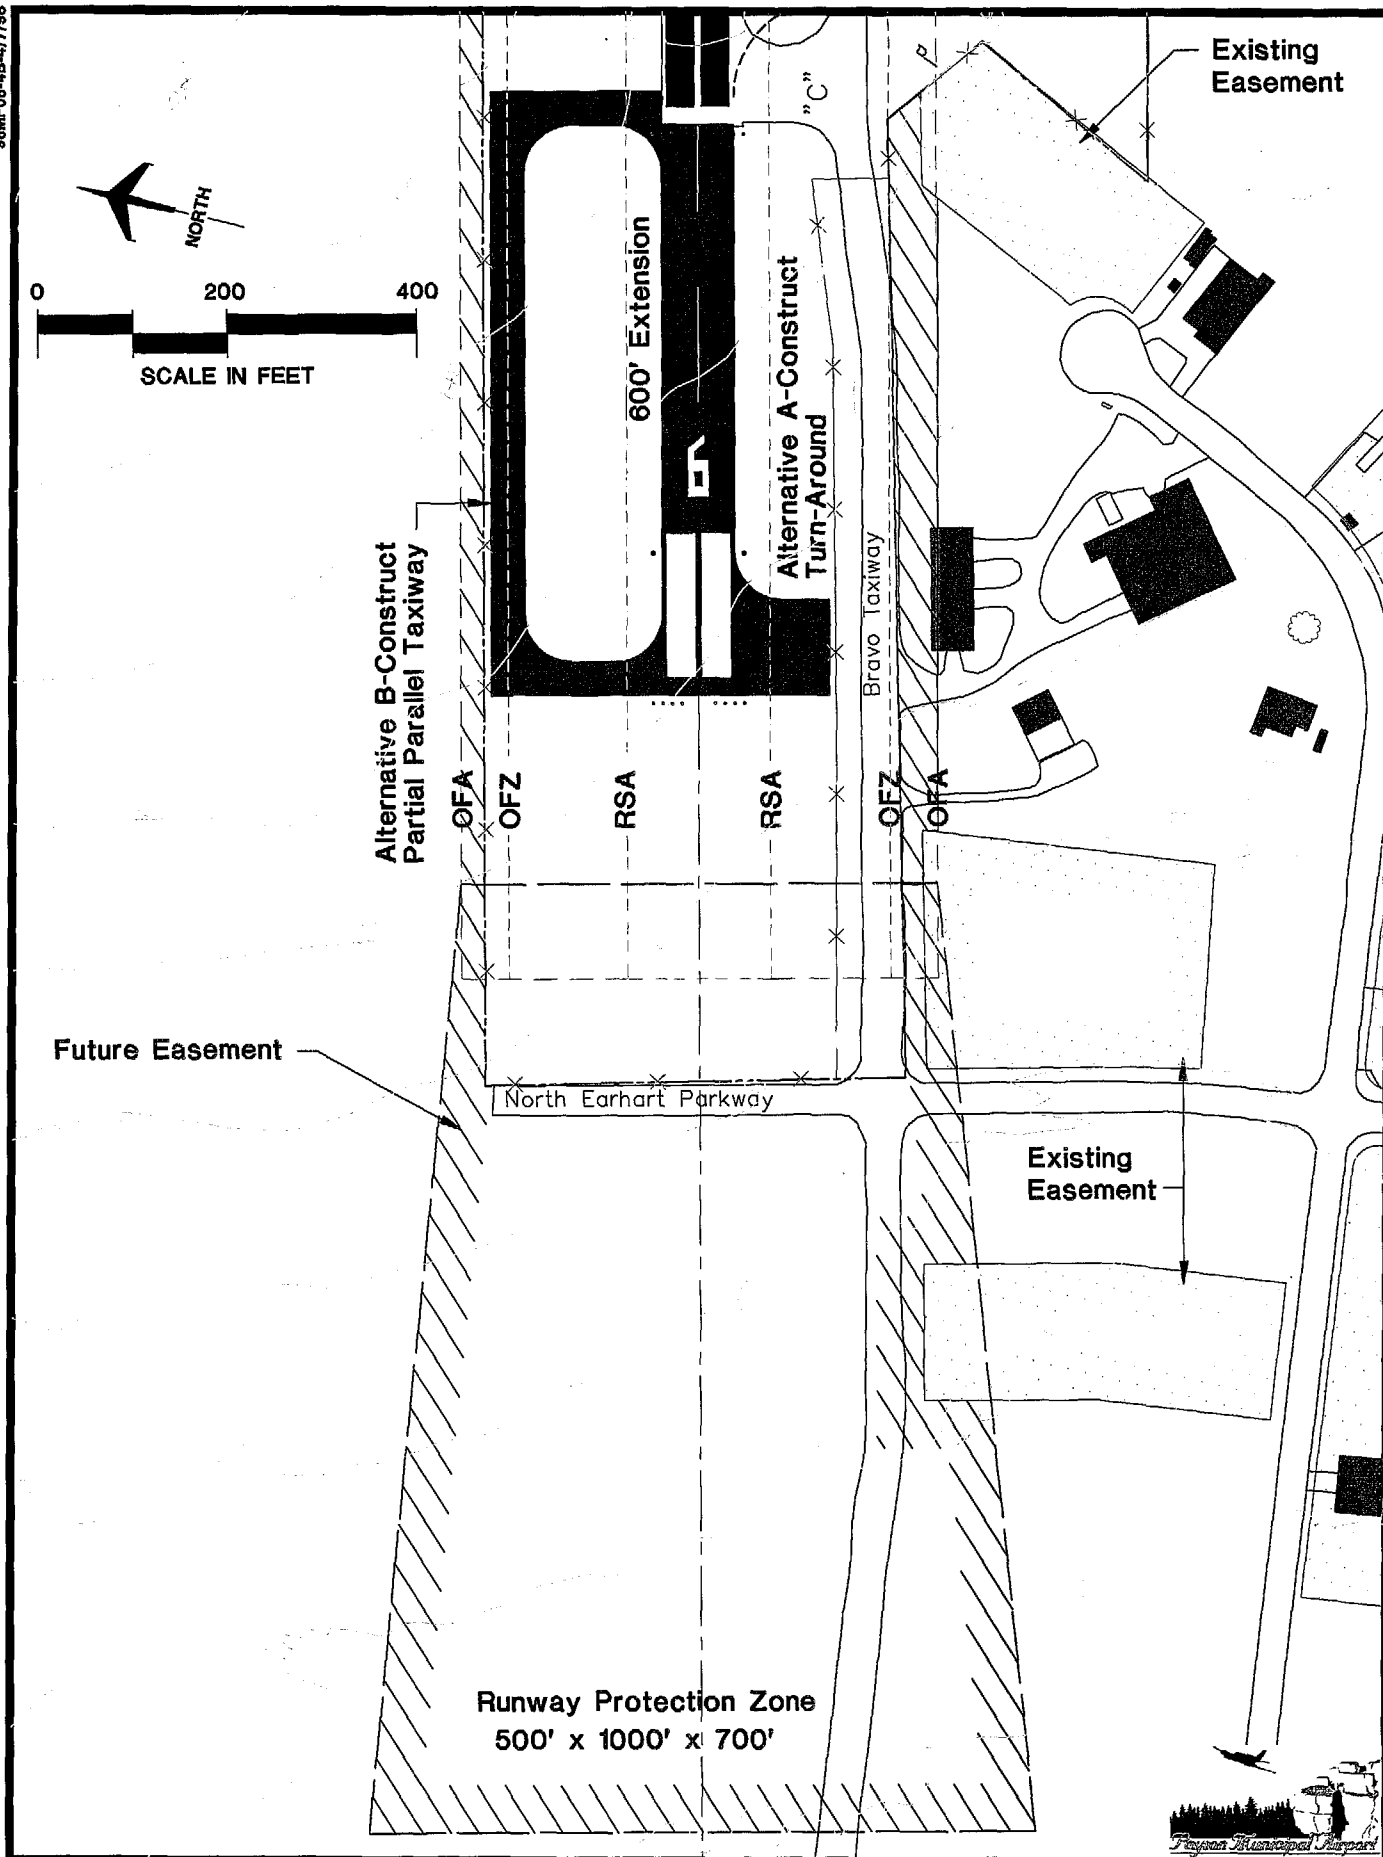 Existing
Easement
"C"
NORTH
0 200 400
SCALE IN FEET
600' Extension
Alternative A-Construct
Turn-Around
Alternative B-Construct
Partial Parallel Taxiway
Bravo Taxiway
OFA
OFZ
RSA
RSA
OFZ
OFA
Future Easement
North Earhart Parkway
Existing
Easement
Runway Protection Zone
500' x 1000' x 700'
Payson Municipal Airport